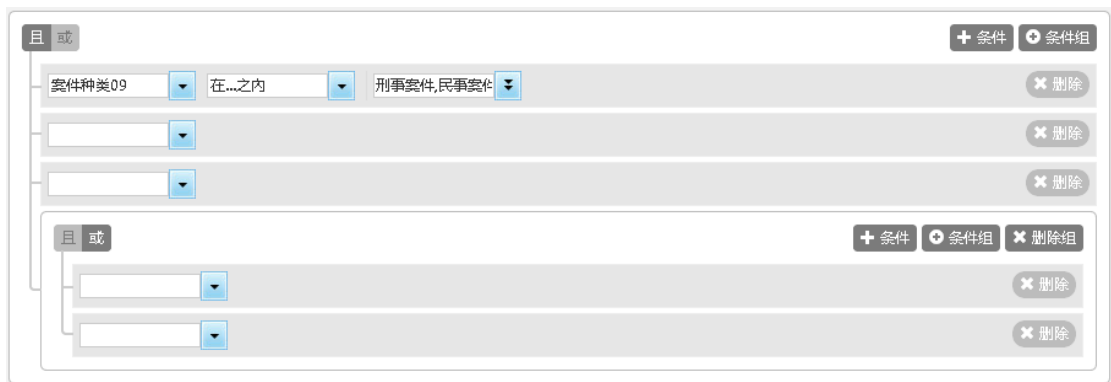 且 或 条件 条件组
案件种类09 在...之内 刑事案件,民事案件 删除
删除
删除
且 或 条件 条件组 删除组
删除
删除